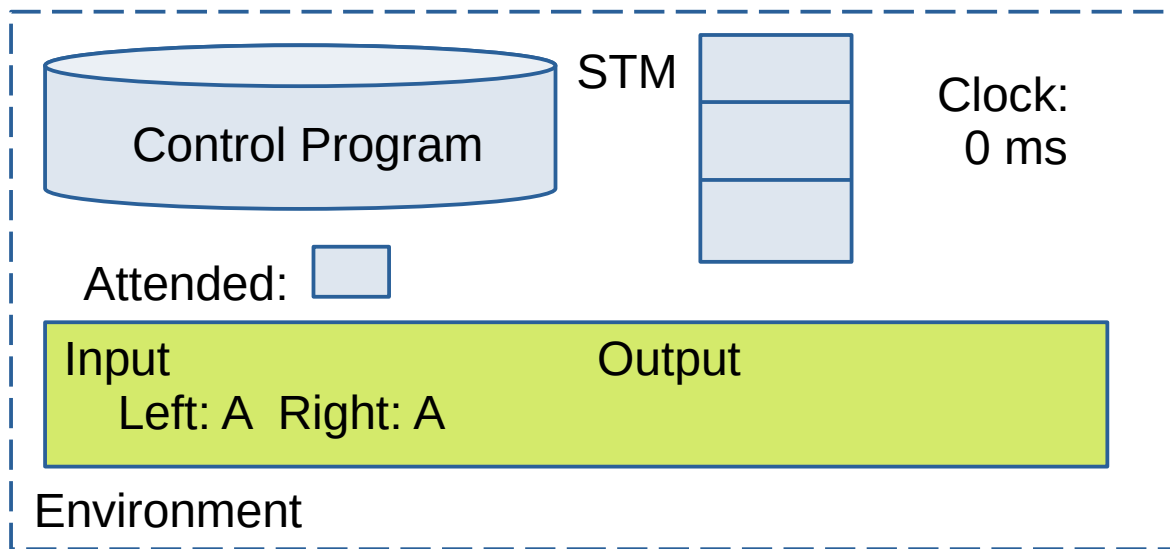 Control Program
STM
Clock:
0 ms
Attended:
Input Output
Left: A Right: A
Environment